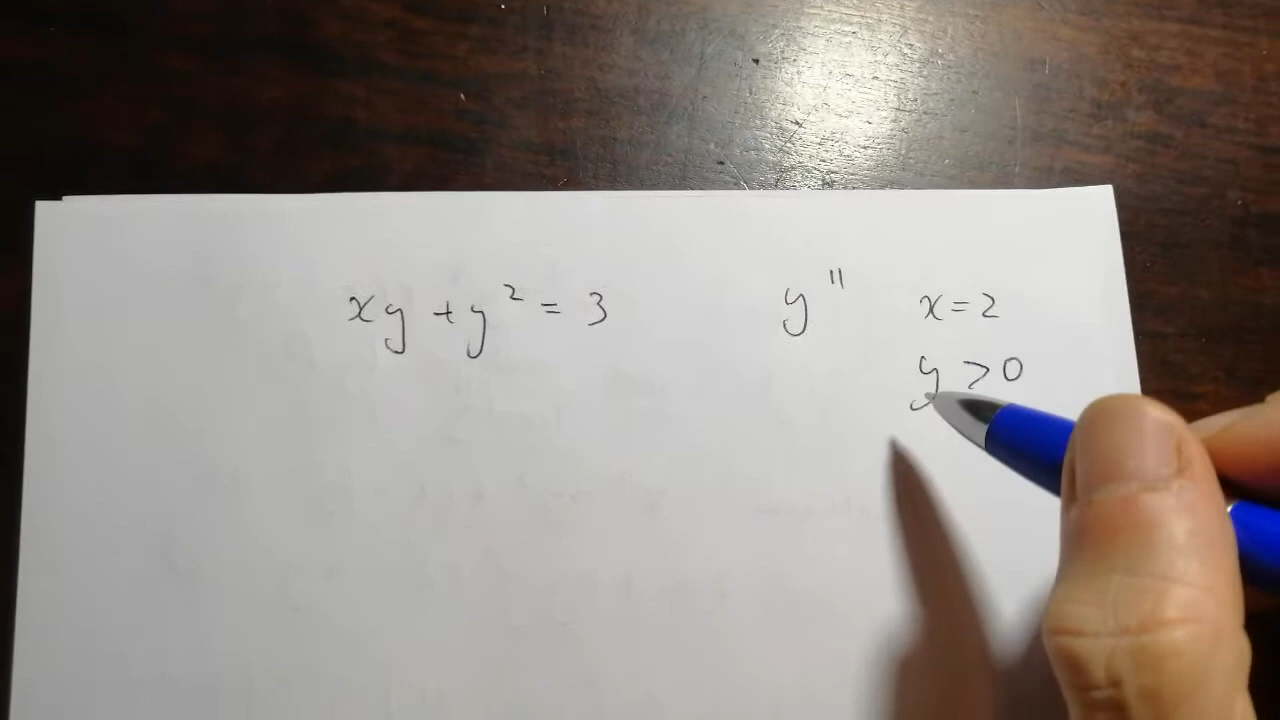 xy + y² = 3 y'' x = 2
y > 0